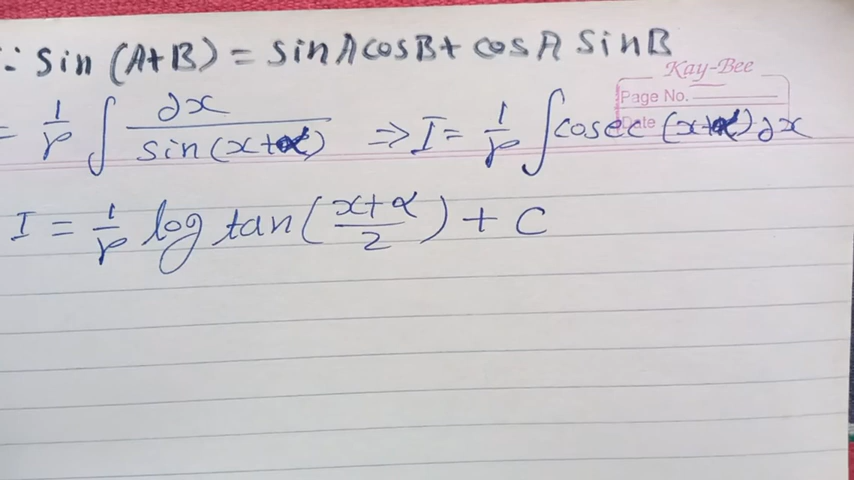 ∵ sin (A+B) = sinA cosB + cosA sinB
Kay-Bee
Page No.
Date
= 1/r ∫ dx / sin(x+α) ⇒ I = 1/r ∫ cosec (x+α) dx
I = 1/r log tan (x+α / 2) + C